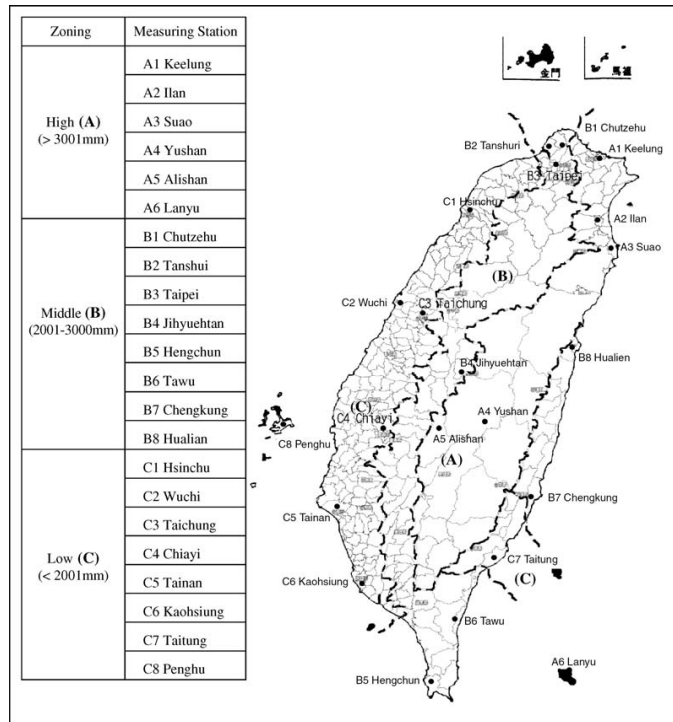 Zoning
Measuring Station
High (A)
(> 3001mm)
A1 Keelung
A2 Ilan
A3 Suao
A4 Yushan
A5 Alishan
A6 Lanyu
Middle (B)
(2001-3000mm)
B1 Chutzehu
B2 Tanshui
B3 Taipei
B4 Jihyuehtan
B5 Hengchun
B6 Tawu
B7 Chengkung
B8 Hualian
Low (C)
(< 2001mm)
C1 Hsinchu
C2 Wuchi
C3 Taichung
C4 Chiayi
C5 Tainan
C6 Kaohsiung
C7 Taitung
C8 Penghu
金門
馬祖
B1 Chutzehu
B2 Tanshuri
A1 Keelung
B3 Taipei
C1 Hsinchu
A2 Ilan
A3 Suao
(B)
C2 Wuchi
C3 Taichung
B8 Hualien
B4 Jihyuehtan
(C)
C4 Chiayi
A4 Yushan
C8 Penghu
A5 Alishan
(A)
B7 Chengkung
C5 Tainan
C7 Taitung
(C)
C6 Kaohsiung
B6 Tawu
A6 Lanyu
B5 Hengchun